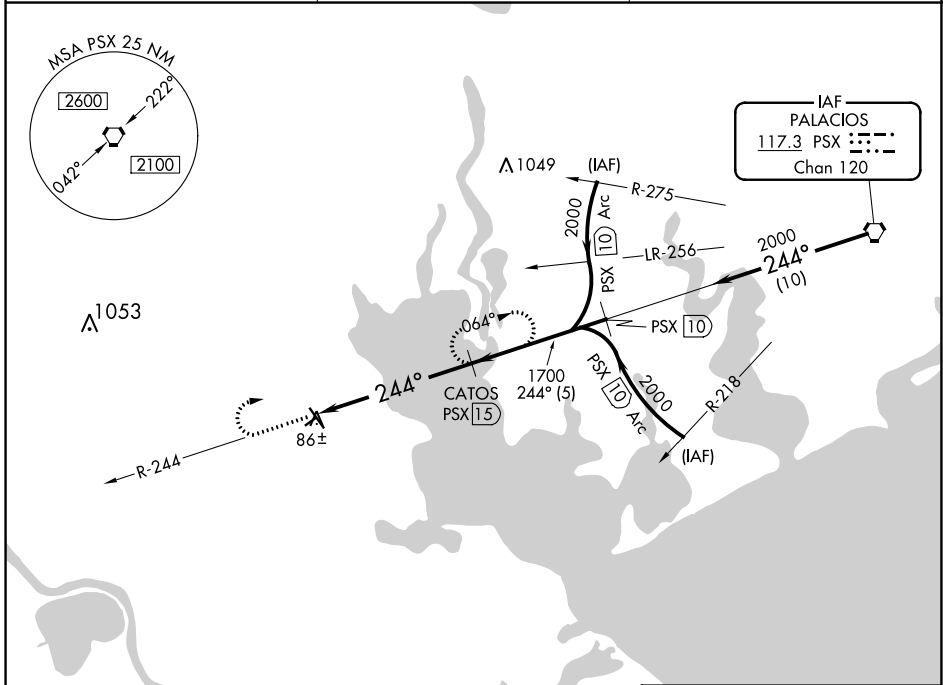 MSA PSX 25 NM
2600
222°
042°
2100
IAF
PALACIOS
117.3 PSX
Chan 120
1049
(IAF)
R-275
2000
PSX 10 Arc
LR-256
2000
244°
(10)
1053
064°
PSX 10
1700
244° (5)
CATOS
PSX 15
244°
86±
R-244
PSX 10 Arc
2000
R-218
(IAF)